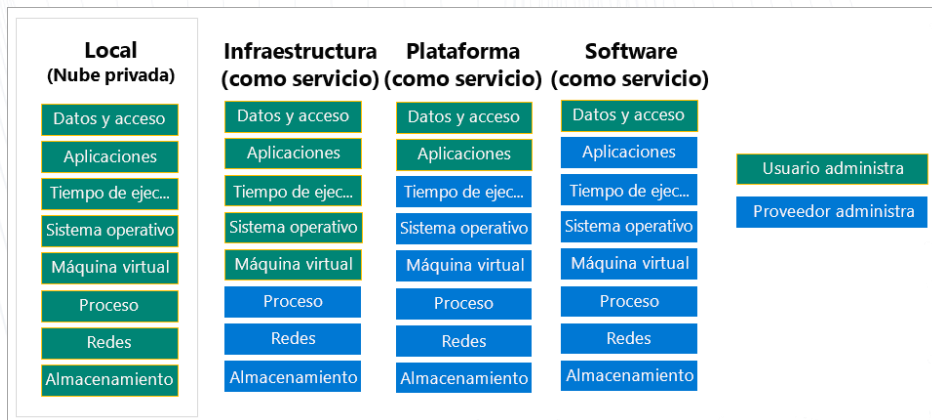 Local
(Nube privada)
Datos y acceso
Aplicaciones
Tiempo de ejec...
Sistema operativo
Máquina virtual
Proceso
Redes
Almacenamiento
Infraestructura
(como servicio)
Datos y acceso
Aplicaciones
Tiempo de ejec...
Sistema operativo
Máquina virtual
Proceso
Redes
Almacenamiento
Plataforma
(como servicio)
Datos y acceso
Aplicaciones
Tiempo de ejec...
Sistema operativo
Máquina virtual
Proceso
Redes
Almacenamiento
Software
(como servicio)
Datos y acceso
Aplicaciones
Tiempo de ejec...
Sistema operativo
Máquina virtual
Proceso
Redes
Almacenamiento
Usuario administra
Proveedor administra